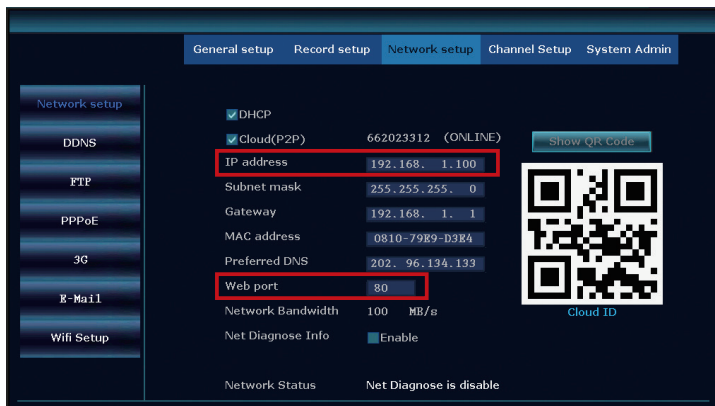 General setup Record setup Network setup Channel Setup System Admin
Network setup
DDNS
FTP
PPPoE
3G
E-Mail
Wifi Setup
DHCP
Cloud(P2P) 662023312 (ONLINE) Show QR Code
IP address 192.168. 1.100
Subnet mask 255.255.255. 0
Gateway 192.168. 1. 1
MAC address 0810-79E9-D3E4
Preferred DNS 202. 96.134.133
Web port 80
Network Bandwidth 100 MB/s
Cloud ID
Net Diagnose Info Enable
Network Status Net Diagnose is disable